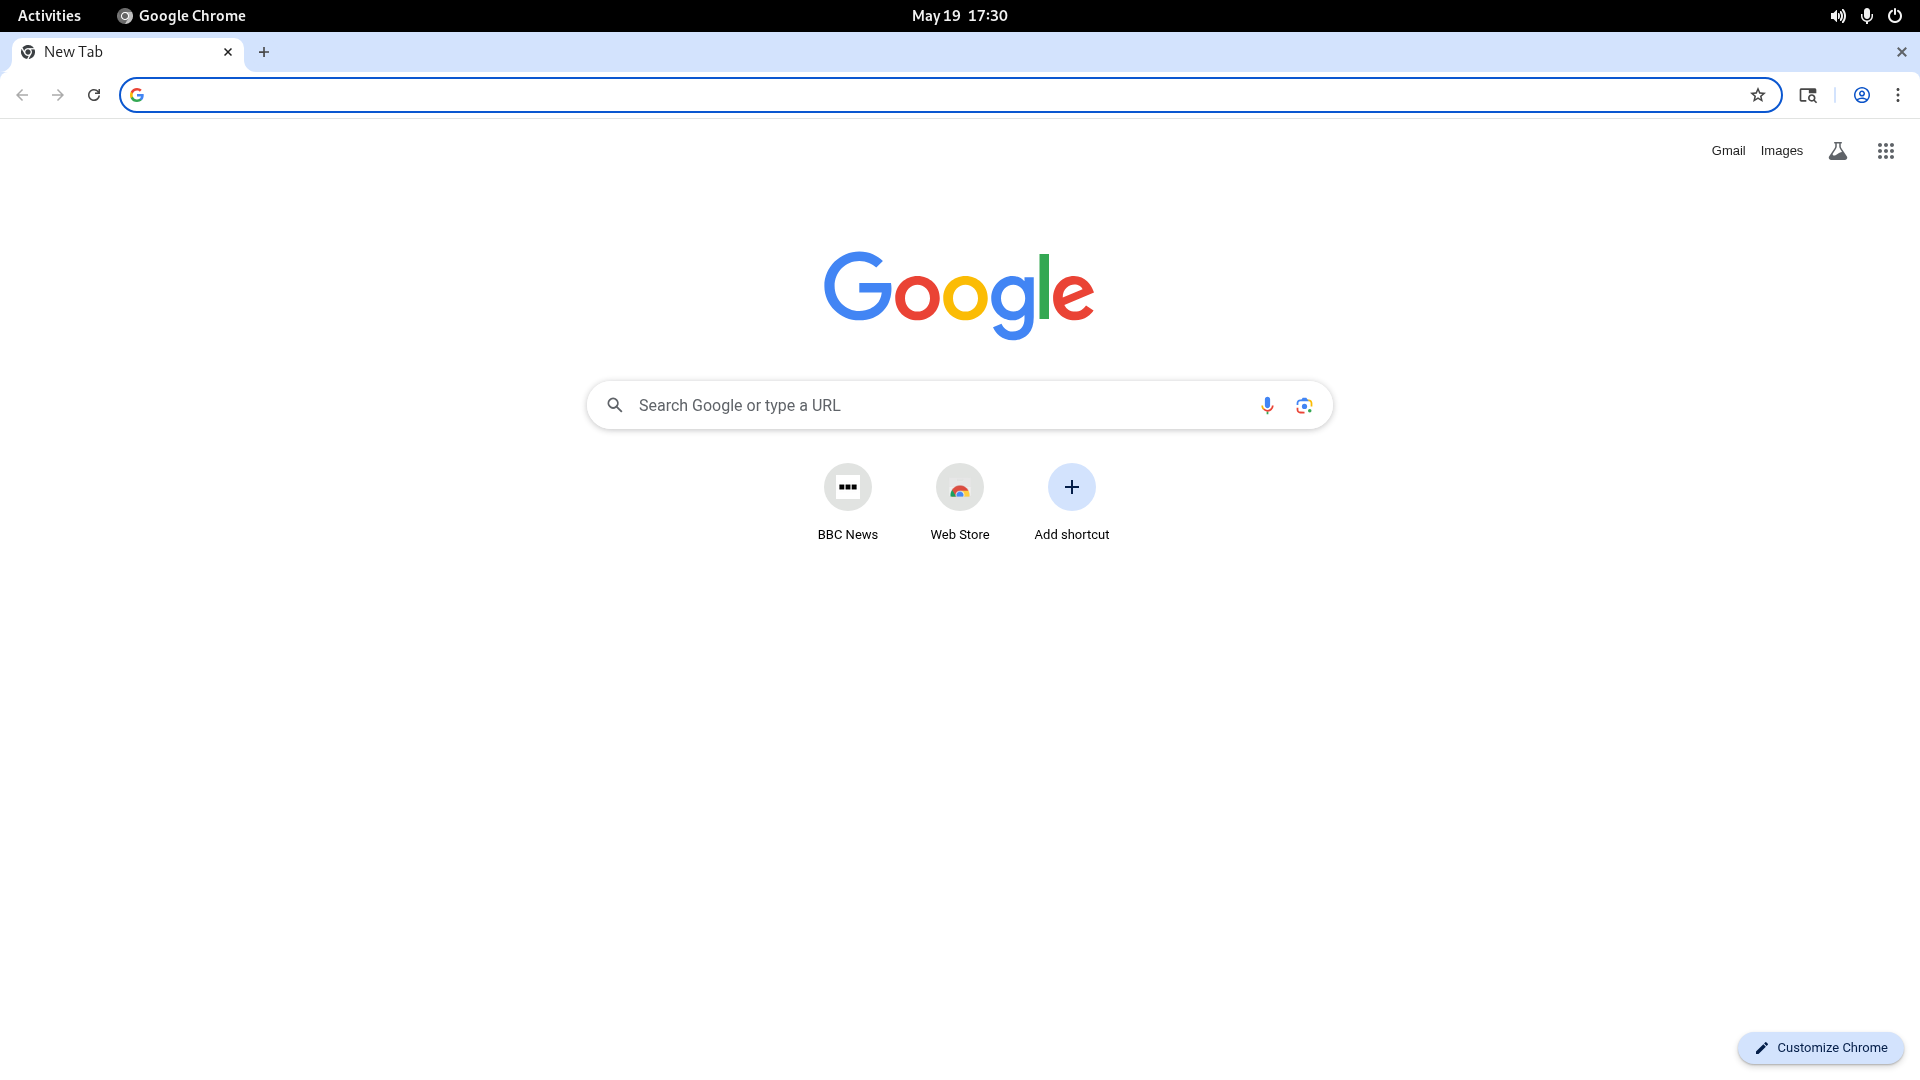 Activities
Google Chrome
May 19 17:30
New Tab
Gmail
Images
Google
Search Google or type a URL
BBC News
Web Store
Add shortcut
Customize Chrome